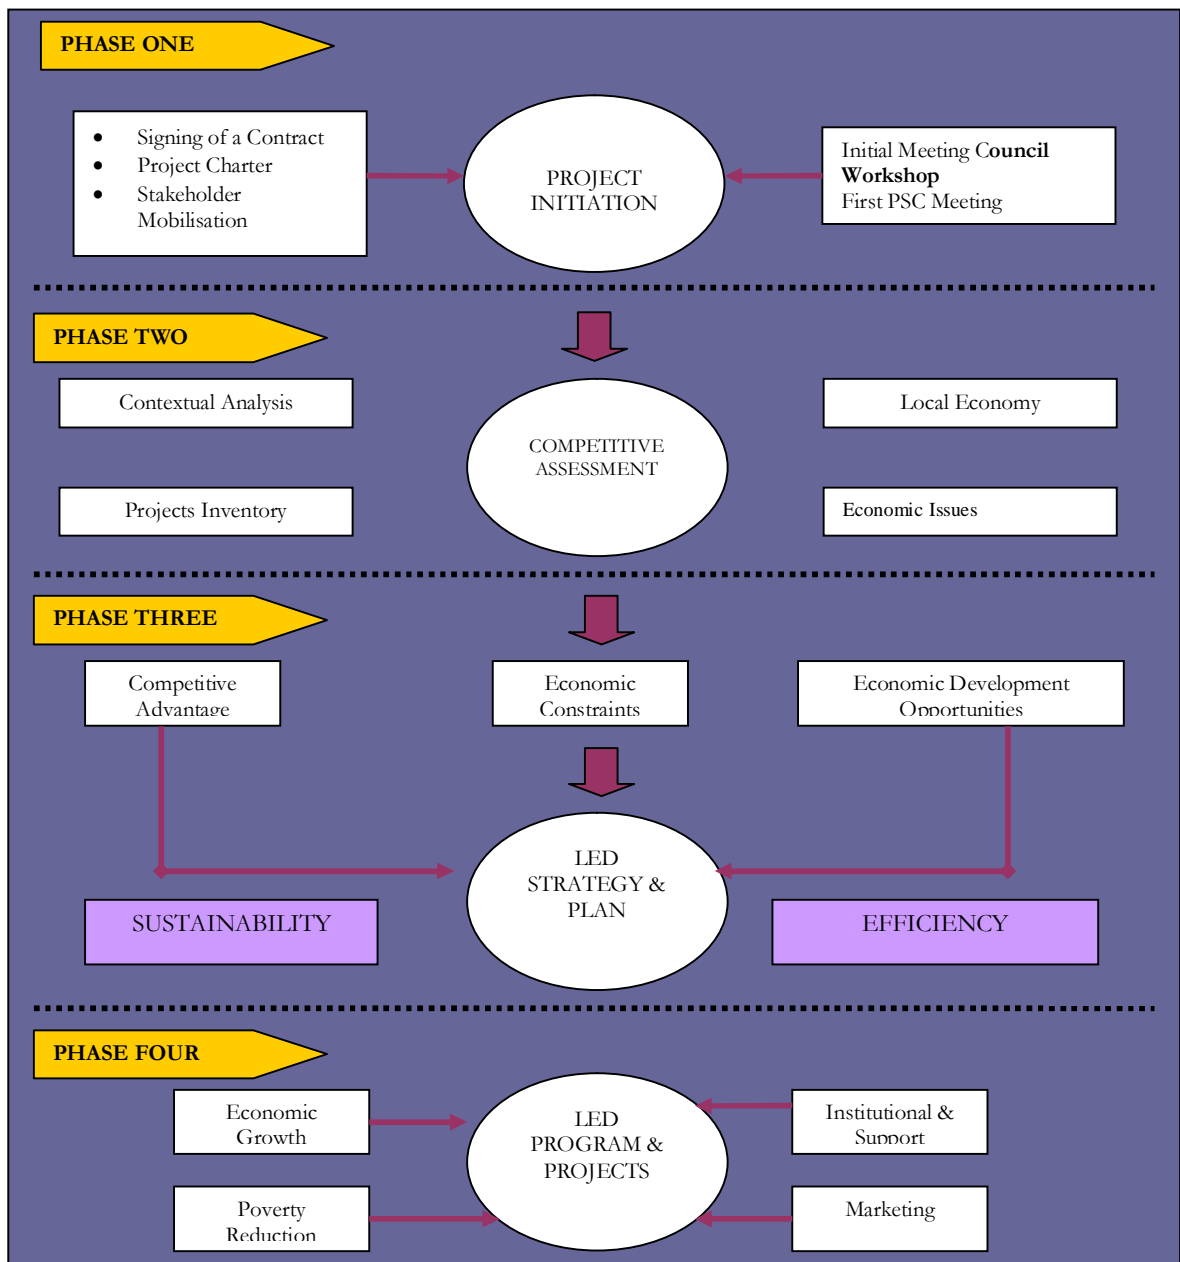 PHASE ONE
• Signing of a Contract
• Project Charter
• Stakeholder
Mobilisation
PROJECT
INITIATION
Initial Meeting Council
Workshop
First PSC Meeting
PHASE TWO
Contextual Analysis
Local Economy
COMPETITIVE
ASSESSMENT
Projects Inventory
Economic Issues
PHASE THREE
Competitive
Advantage
Economic
Constraints
Economic Development
Opportunities
LED
STRATEGY &
PLAN
SUSTAINABILITY
EFFICIENCY
PHASE FOUR
Economic
Growth
LED
PROGRAM &
PROJECTS
Institutional &
Support
Poverty
Reduction
Marketing